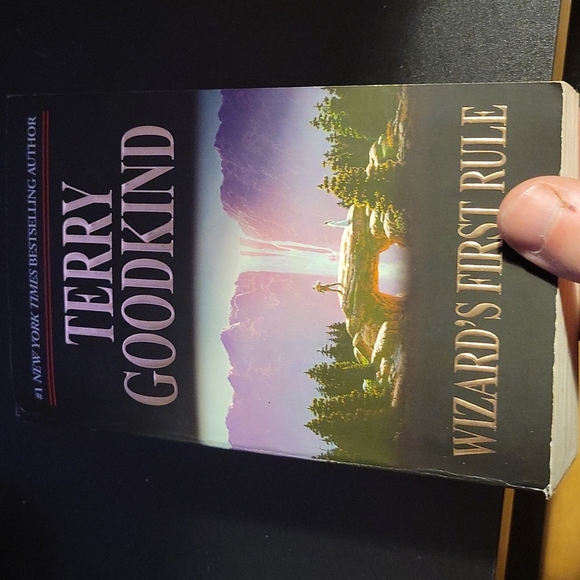 #1 NEW YORK TIMES BESTSELLING AUTHOR
TERRY
GOODKIND
WIZARD'S FIRST RULE